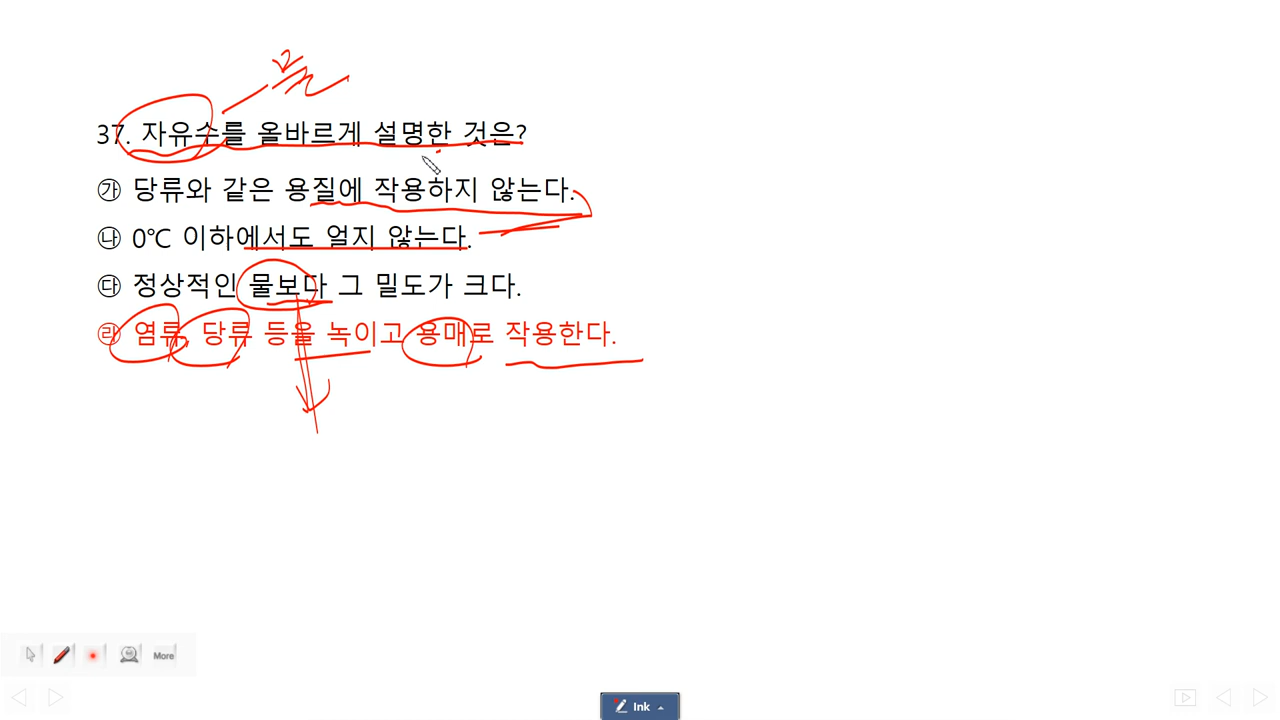 물
37. 자유수를 올바르게 설명한 것은?
㉮ 당류와 같은 용질에 작용하지 않는다.
㉯ 0℃ 이하에서도 얼지 않는다.
㉰ 정상적인 물보다 그 밀도가 크다.
㉱ 염류, 당류 등을 녹이고 용매로 작용한다.
More
Ink